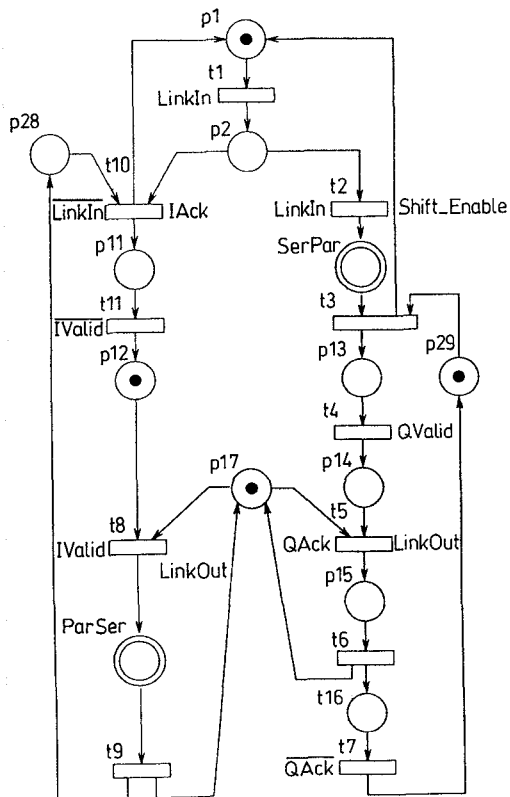 p1
t1
LinkIn
p28
p2
t10
t2
LinkIn
IAck
LinkIn
Shift_Enable
p11
SerPar
t11
t3
IValid
p12
p13
p29
t4
QValid
p17
p14
t8
t5
IValid
QAck
LinkOut
LinkOut
p15
ParSer
t6
t16
t9
t7
QAck